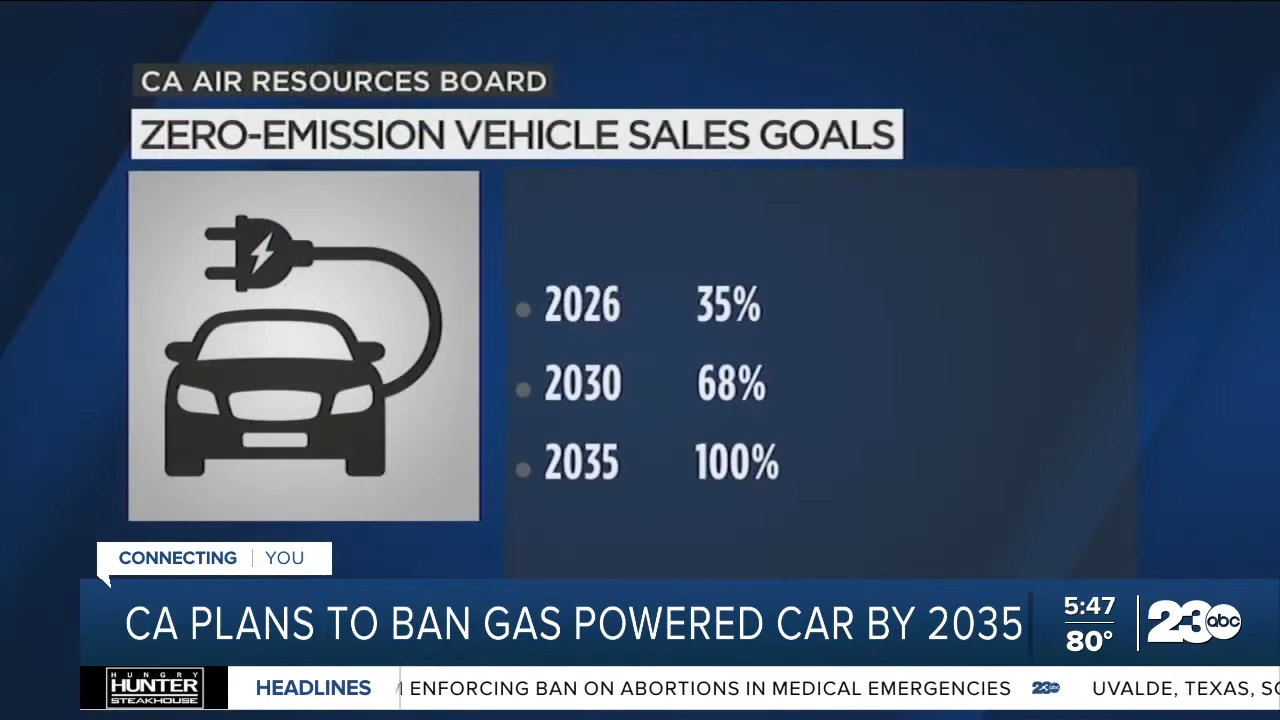 CA AIR RESOURCES BOARD
ZERO-EMISSION VEHICLE SALES GOALS
2026 35%
2030 68%
2035 100%
CONNECTING YOU
CA PLANS TO BAN GAS POWERED CAR BY 2035
5:47
80°
23 abc
HUNGRY
HUNTER
STEAKHOUSE
HEADLINES
ENFORCING BAN ON ABORTIONS IN MEDICAL EMERGENCIES 23abc UVALDE, TEXAS,